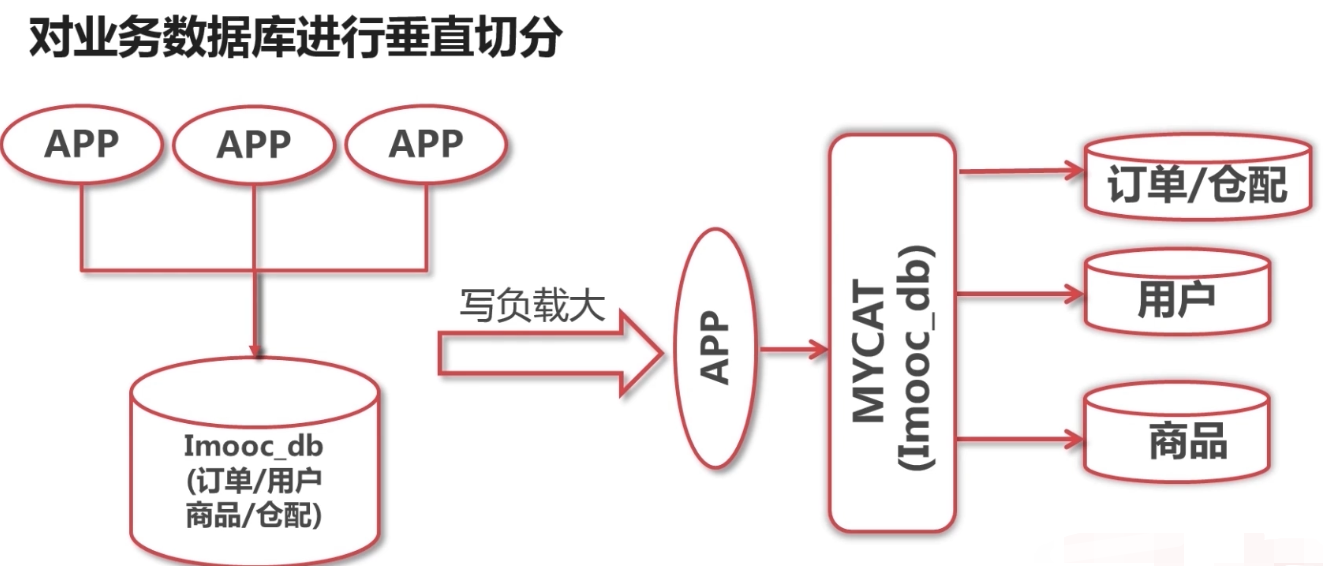 对业务数据库进行垂直切分
APP
APP
APP
Imooc_db
(订单/用户
商品/仓配)
写负载大
APP
MYCAT
(Imooc_db)
订单/仓配
用户
商品